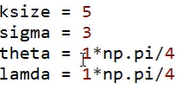 ksize = 5
sigma = 3
theta = 1*np.pi/4
lamda = 1*np.pi/4